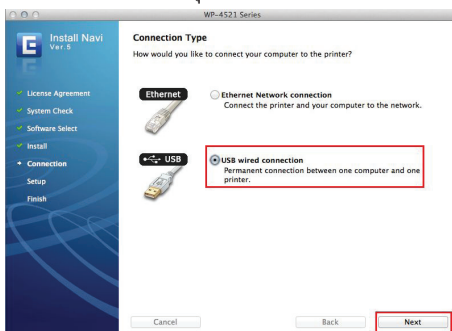 WP-4521 Series
Install Navi
Ver.5
License Agreement
System Check
Software Select
Install
Connection
Setup
Finish
Connection Type
How would you like to connect your computer to the printer?
Ethernet
Ethernet Network connection
Connect the printer and your computer to the network.
USB
USB wired connection
Permanent connection between one computer and one
printer.
Cancel
Back
Next